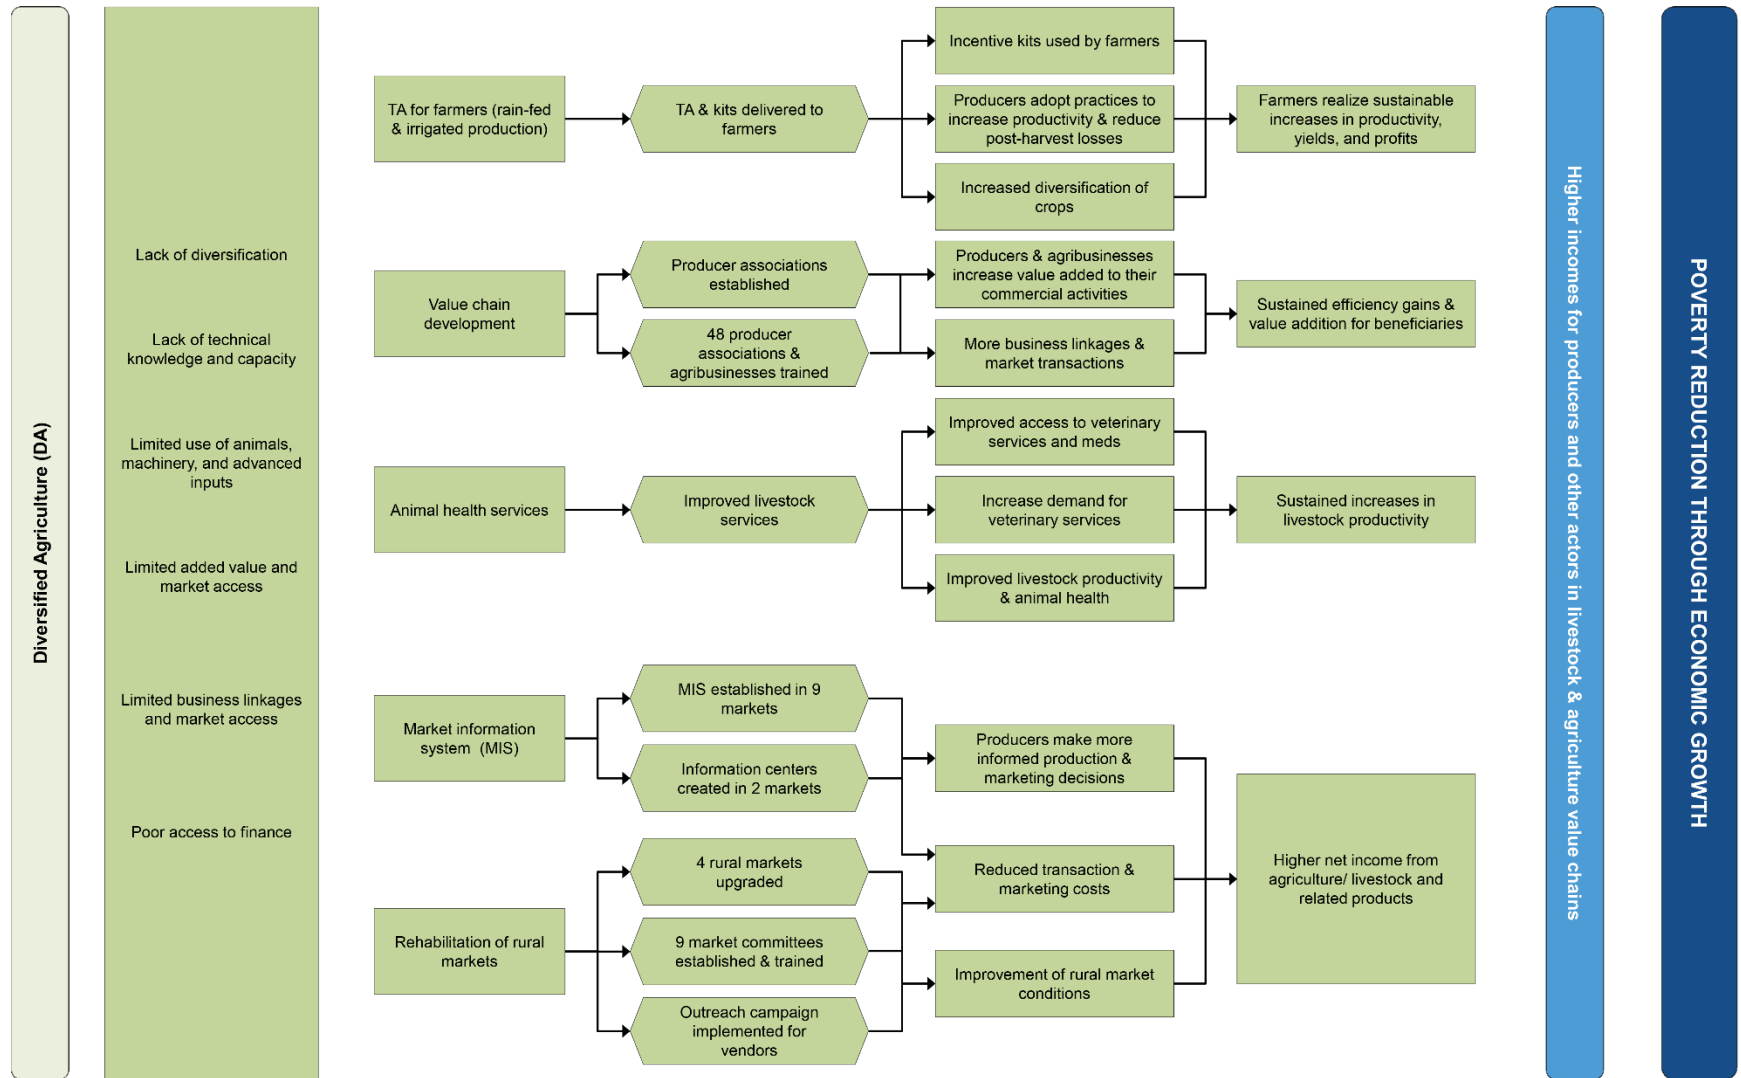 Diversified Agriculture (DA)
Lack of diversification
Lack of technical
knowledge and capacity
Limited use of animals,
machinery, and advanced
inputs
Limited added value and
market access
Limited business linkages
and market access
Poor access to finance
TA for farmers (rain-fed
& irrigated production)
TA & kits delivered to
farmers
Incentive kits used by farmers
Producers adopt practices to
increase productivity & reduce
post-harvest losses
Increased diversification of
crops
Farmers realize sustainable
increases in productivity,
yields, and profits
Value chain
development
Producer associations
established
48 producer
associations &
agribusinesses trained
Producers & agribusinesses
increase value added to their
commercial activities
More business linkages &
market transactions
Sustained efficiency gains &
value addition for beneficiaries
Animal health services
Improved livestock
services
Improved access to veterinary
services and meds
Increase demand for
veterinary services
Improved livestock productivity
& animal health
Sustained increases in
livestock productivity
Market information
system (MIS)
MIS established in 9
markets
Information centers
created in 2 markets
Producers make more
informed production &
marketing decisions
Rehabilitation of rural
markets
4 rural markets
upgraded
9 market committees
established & trained
Outreach campaign
implemented for
vendors
Reduced transaction &
marketing costs
Improvement of rural market
conditions
Higher net income from
agriculture/ livestock and
related products
Higher incomes for producers and other actors in livestock & agriculture value chains
POVERTY REDUCTION THROUGH ECONOMIC GROWTH